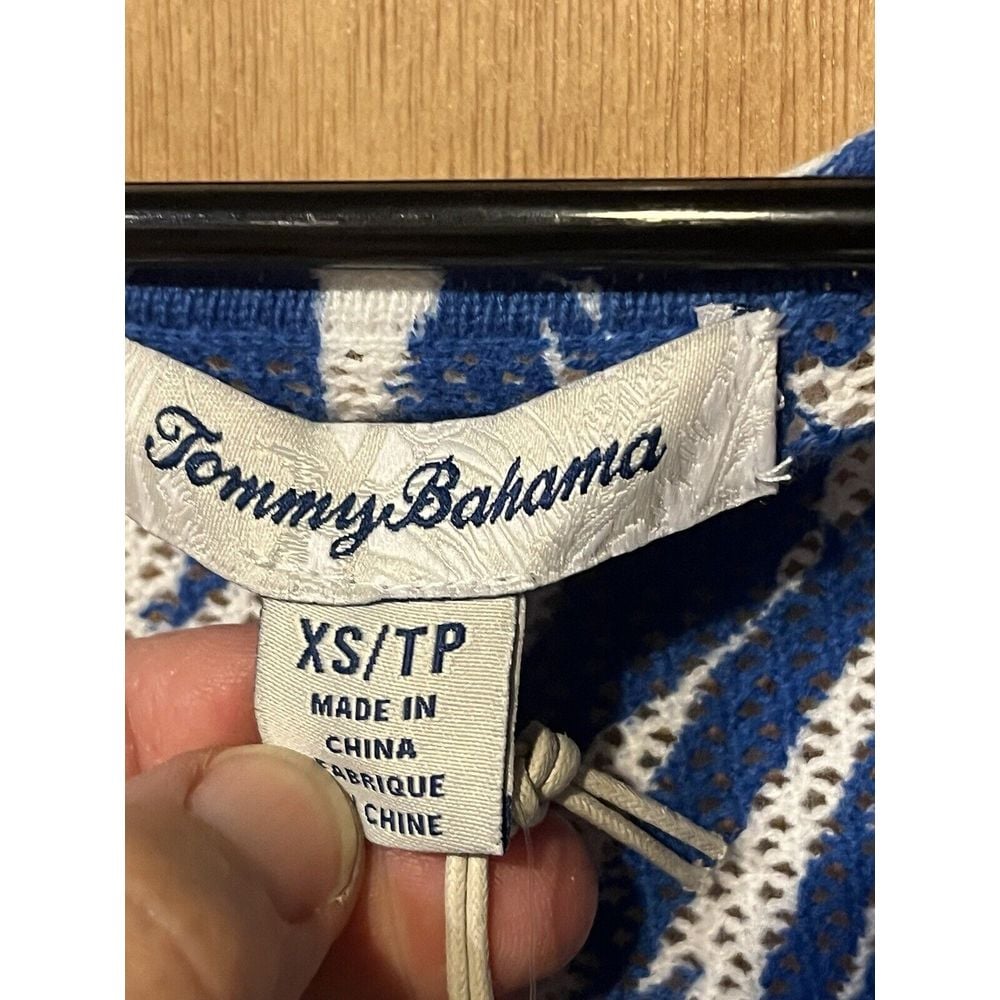 Tommy Bahama
XS/TP
MADE IN
CHINA
FABRIQUE
CHINE